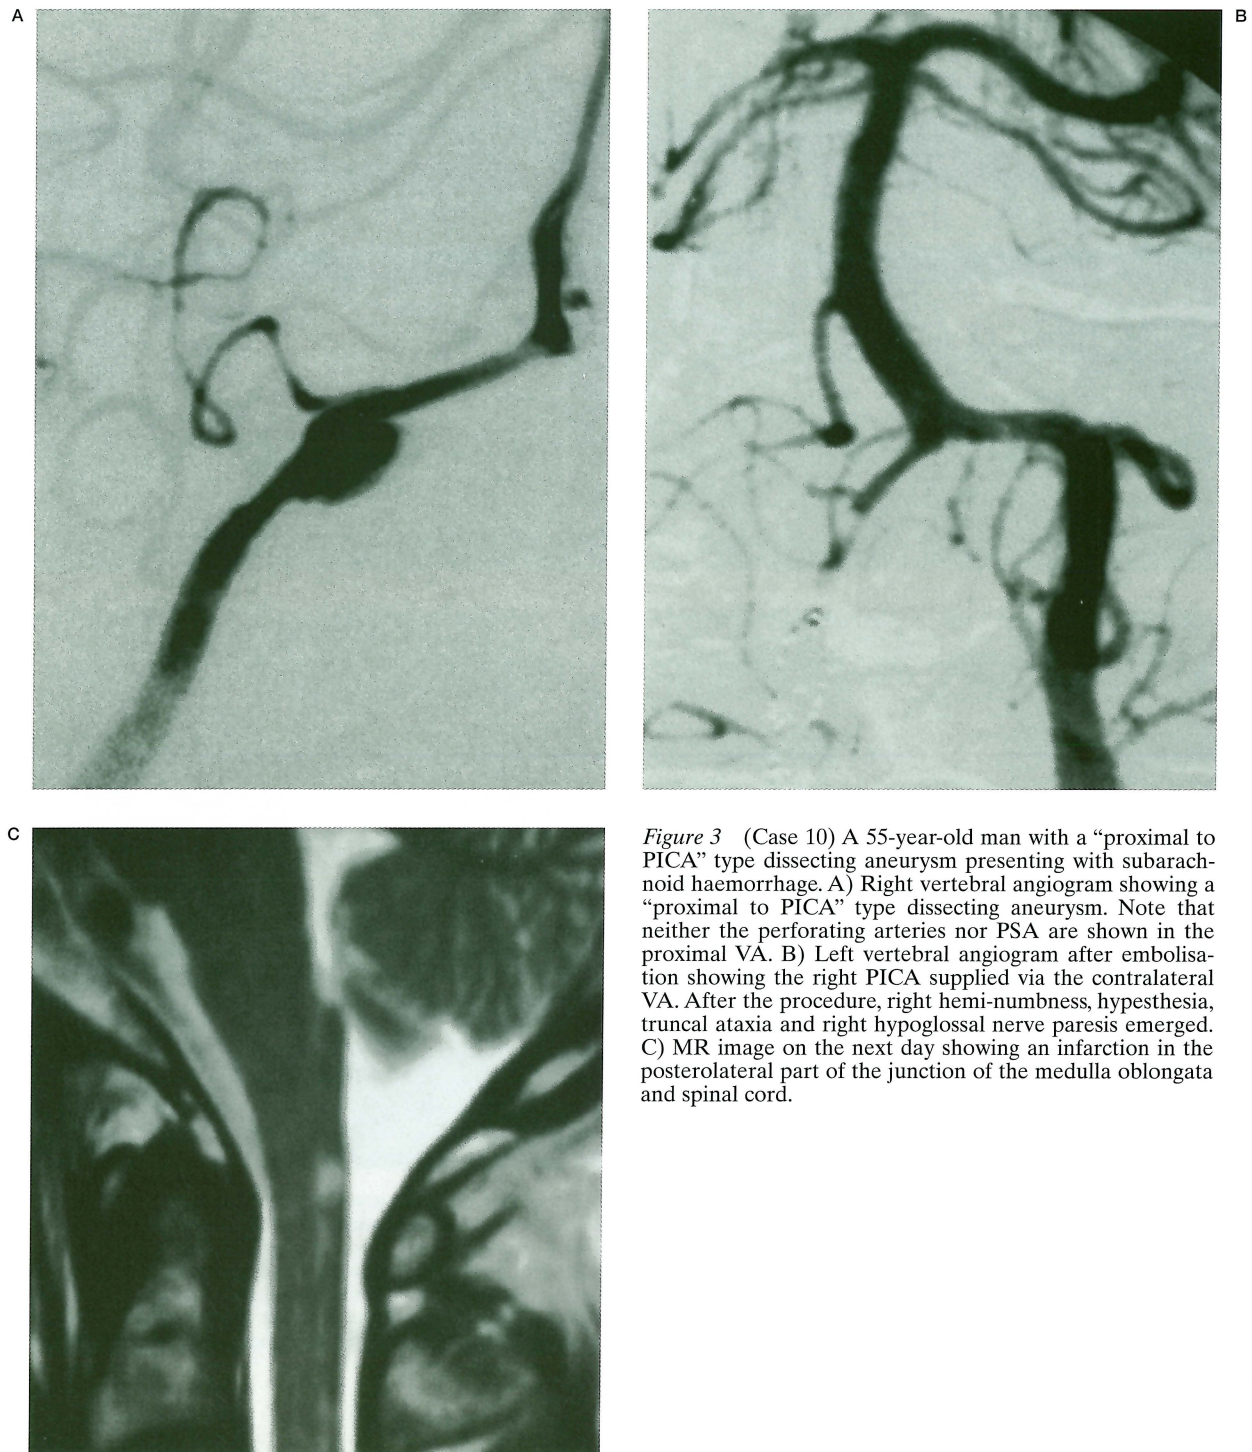 A
B
C
Figure 3 (Case 10) A 55-year-old man with a “proximal to
PICA” type dissecting aneurysm presenting with subarach-
noid haemorrhage. A) Right vertebral angiogram showing a
“proximal to PICA” type dissecting aneurysm. Note that
neither the perforating arteries nor PSA are shown in the
proximal VA. B) Left vertebral angiogram after embolisa-
tion showing the right PICA supplied via the contralateral
VA. After the procedure, right hemi-numbness, hypesthesia,
truncal ataxia and right hypoglossal nerve paresis emerged.
C) MR image on the next day showing an infarction in the
posterolateral part of the junction of the medulla oblongata
and spinal cord.